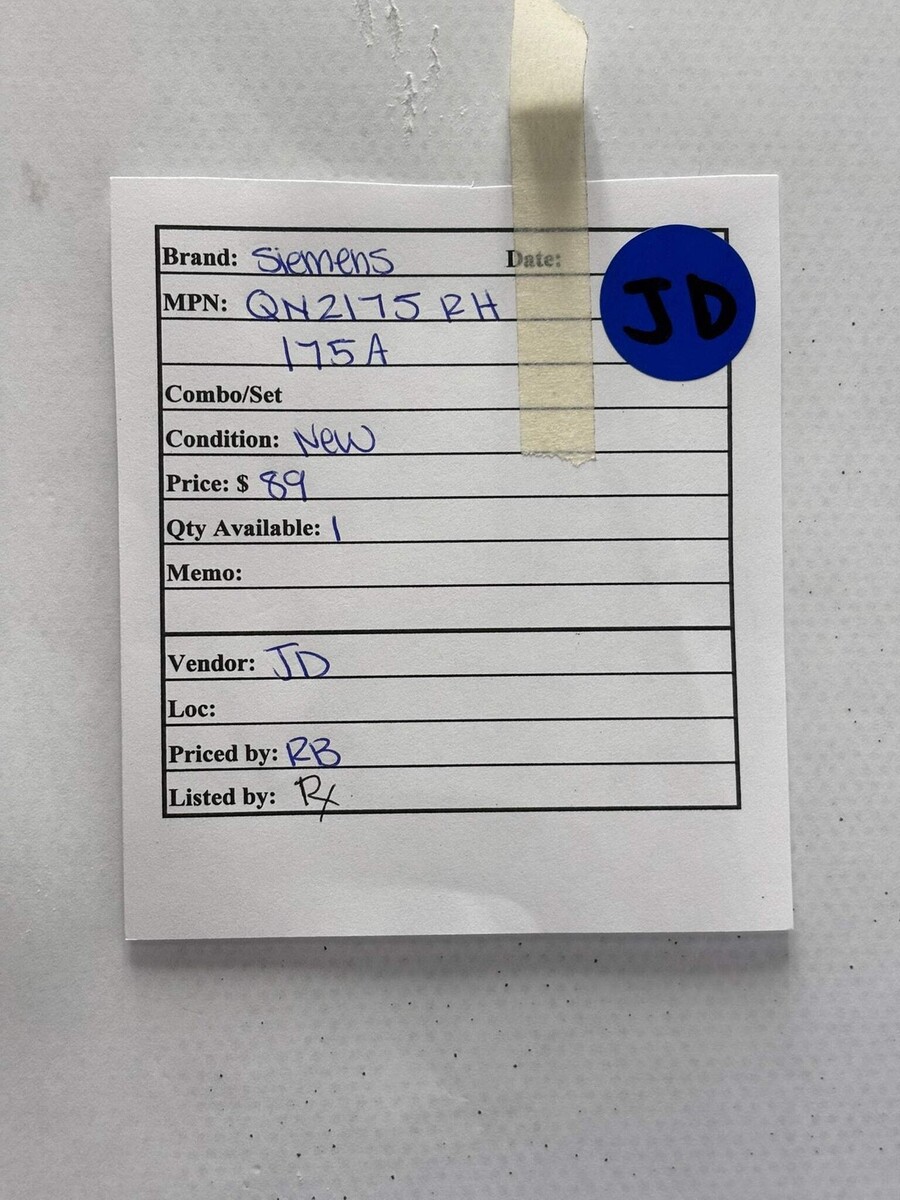 Brand: Siemens Date:
JD
MPN: QN2175 RH
175A
Combo/Set
Condition: New
Price: $ 89
Qty Available: 1
Memo:
Vendor: JD
Loc:
Priced by: RB
Listed by: Rx